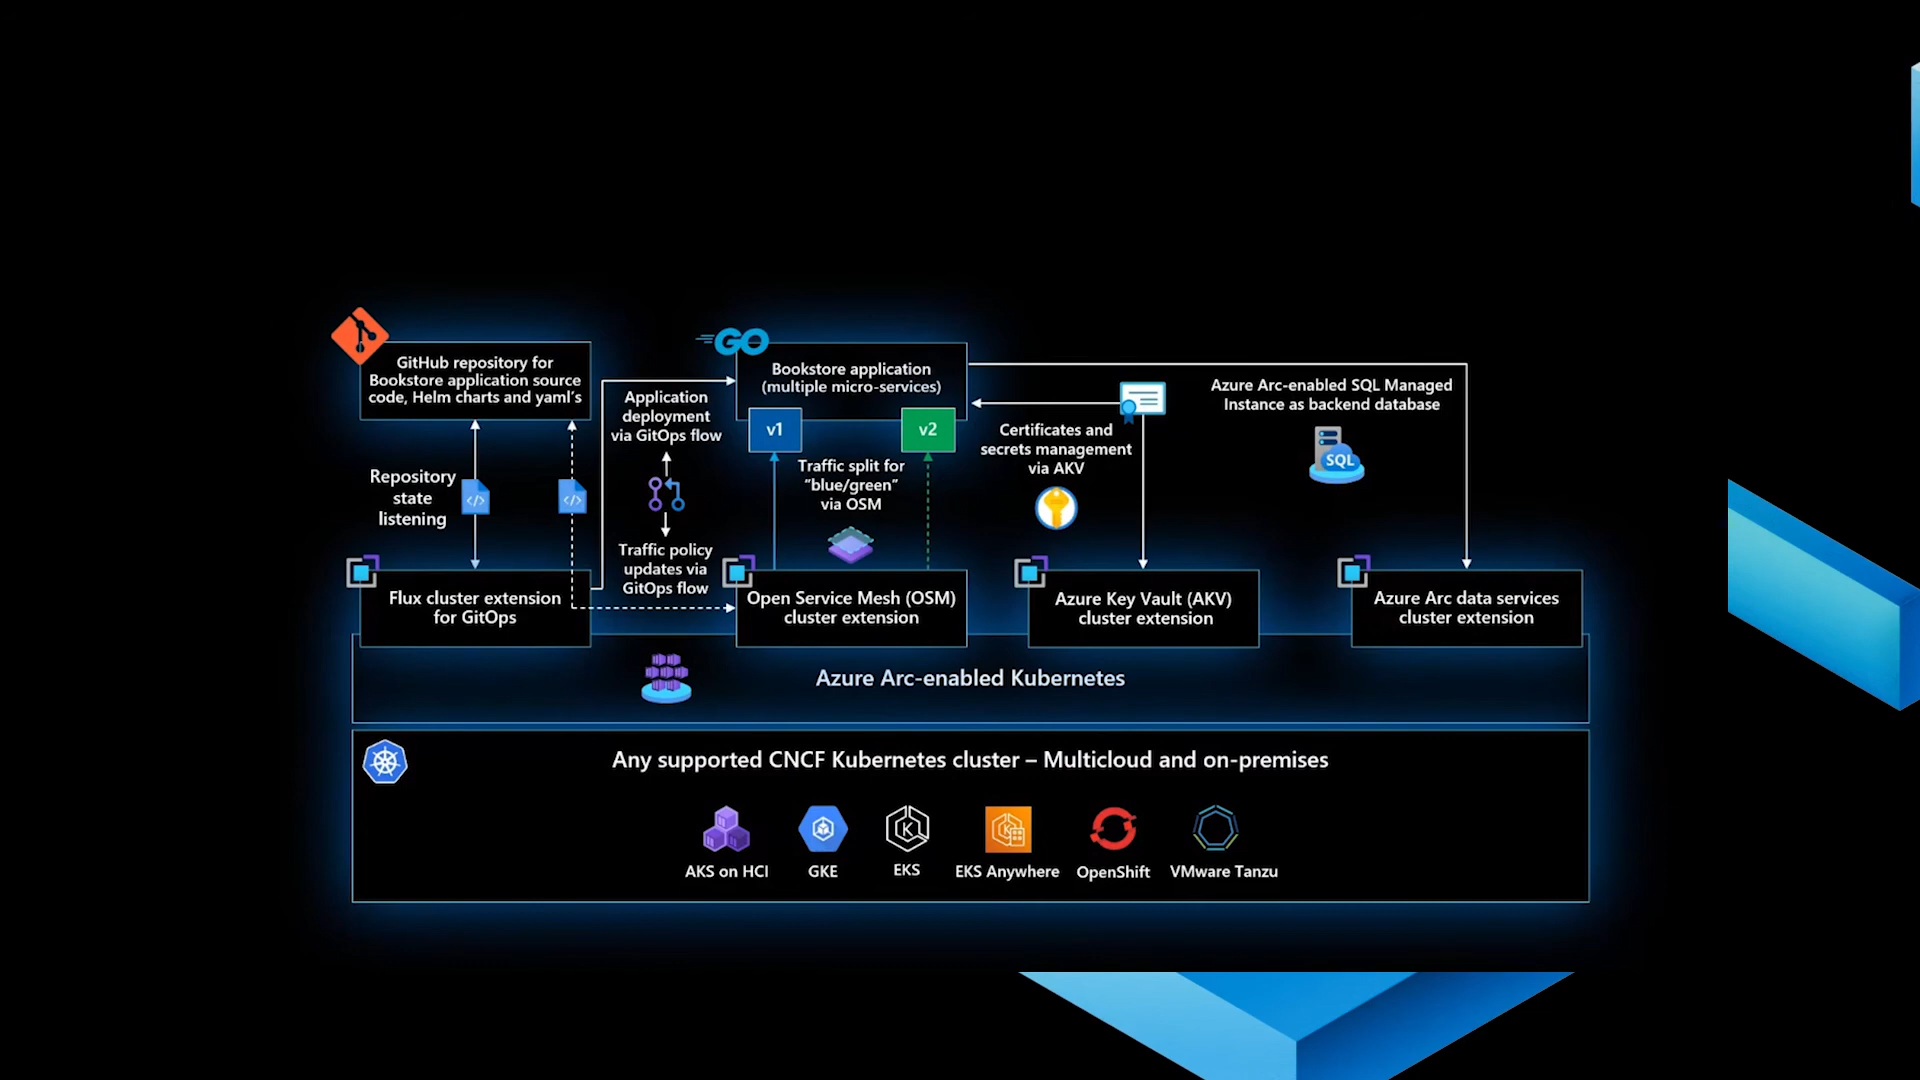 GitHub repository for
Bookstore application source
code, Helm charts and yaml's
GO
Bookstore application
(multiple micro-services)
v1
v2
Application
deployment
via GitOps flow
Traffic policy
updates via
GitOps flow
Repository
state
listening
Traffic split for
“blue/green”
via OSM
Certificates and
secrets management
via AKV
Azure Arc-enabled SQL Managed
Instance as backend database
SQL
Flux cluster extension
for GitOps
Open Service Mesh (OSM)
cluster extension
Azure Key Vault (AKV)
cluster extension
Azure Arc data services
cluster extension
Azure Arc-enabled Kubernetes
Any supported CNCF Kubernetes cluster – Multicloud and on-premises
AKS on HCI
GKE
EKS
EKS Anywhere
OpenShift
VMware Tanzu